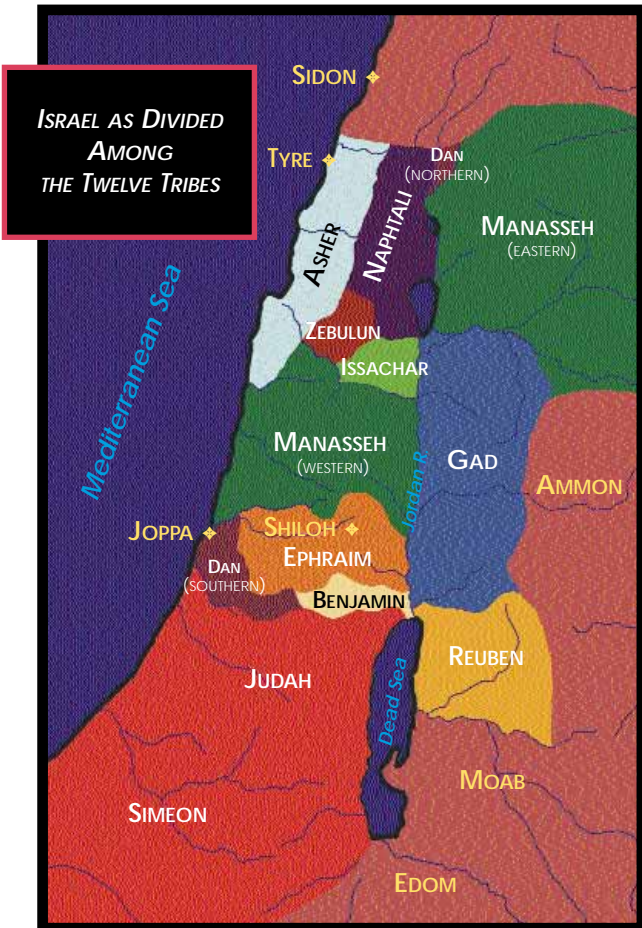 ISRAEL AS DIVIDED
AMONG
THE TWELVE TRIBES
SIDON
TYRE
DAN
(NORTHERN)
ASHER
NAPHTALI
MANASSEH
(EASTERN)
Mediterranean Sea
ZEBULUN
ISSACHAR
MANASSEH
(WESTERN)
GAD
Jordan R.
AMMON
JOPPA
SHILOH
EPHRAIM
DAN
(SOUTHERN)
BENJAMIN
JUDAH
REUBEN
Dead Sea
MOAB
SIMEON
EDOM